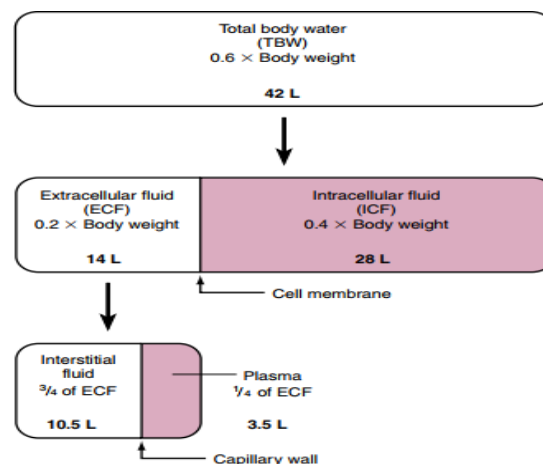 Total body water
(TBW)
0.6 × Body weight
42 L
Extracellular fluid
(ECF)
0.2 × Body weight
14 L
Intracellular fluid
(ICF)
0.4 × Body weight
28 L
Cell membrane
Interstitial
fluid
3/4 of ECF
10.5 L
Plasma
1/4 of ECF
3.5 L
Capillary wall